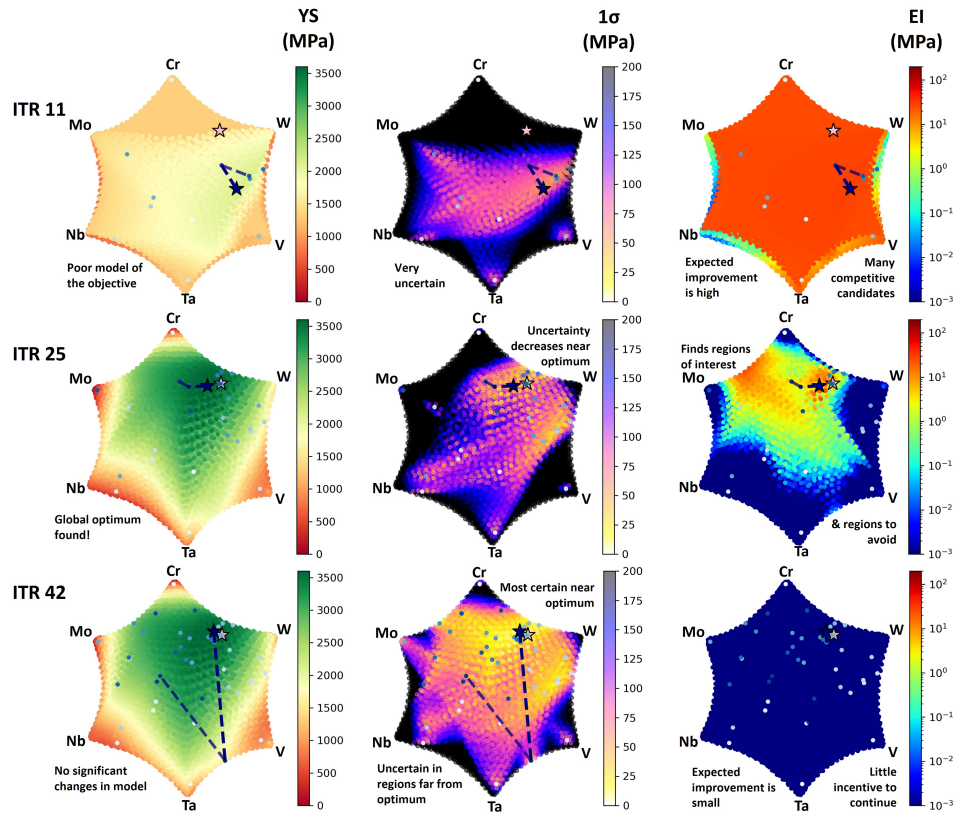 YS
(MPa)
1σ
(MPa)
EI
(MPa)
ITR 11
Cr
Mo
W
Nb
V
Ta
Poor model of
the objective
3500
3000
2500
2000
1500
1000
500
0
Cr
Mo
W
Nb
V
Ta
Very
uncertain
200
175
150
125
100
75
50
25
0
Cr
Mo
W
Nb
V
Ta
Expected
improvement
is high
Many
competitive
candidates
10²
10¹
10⁰
10⁻¹
10⁻²
10⁻³
ITR 25
Cr
Mo
W
Nb
V
Ta
Global optimum
found!
3500
3000
2500
2000
1500
1000
500
0
Cr
Mo
W
Nb
V
Ta
Uncertainty
decreases near
optimum
200
175
150
125
100
75
50
25
0
Cr
Mo
W
Nb
V
Ta
Finds regions
of interest
& regions to
avoid
10²
10¹
10⁰
10⁻¹
10⁻²
10⁻³
ITR 42
Cr
Mo
W
Nb
V
Ta
No significant
changes in model
3500
3000
2500
2000
1500
1000
500
0
Cr
Mo
W
Nb
V
Ta
Most certain near
optimum
Uncertain in
regions far from
optimum
200
175
150
125
100
75
50
25
0
Cr
Mo
W
Nb
V
Ta
Expected
improvement is
small
Little
incentive to
continue
10²
10¹
10⁰
10⁻¹
10⁻²
10⁻³